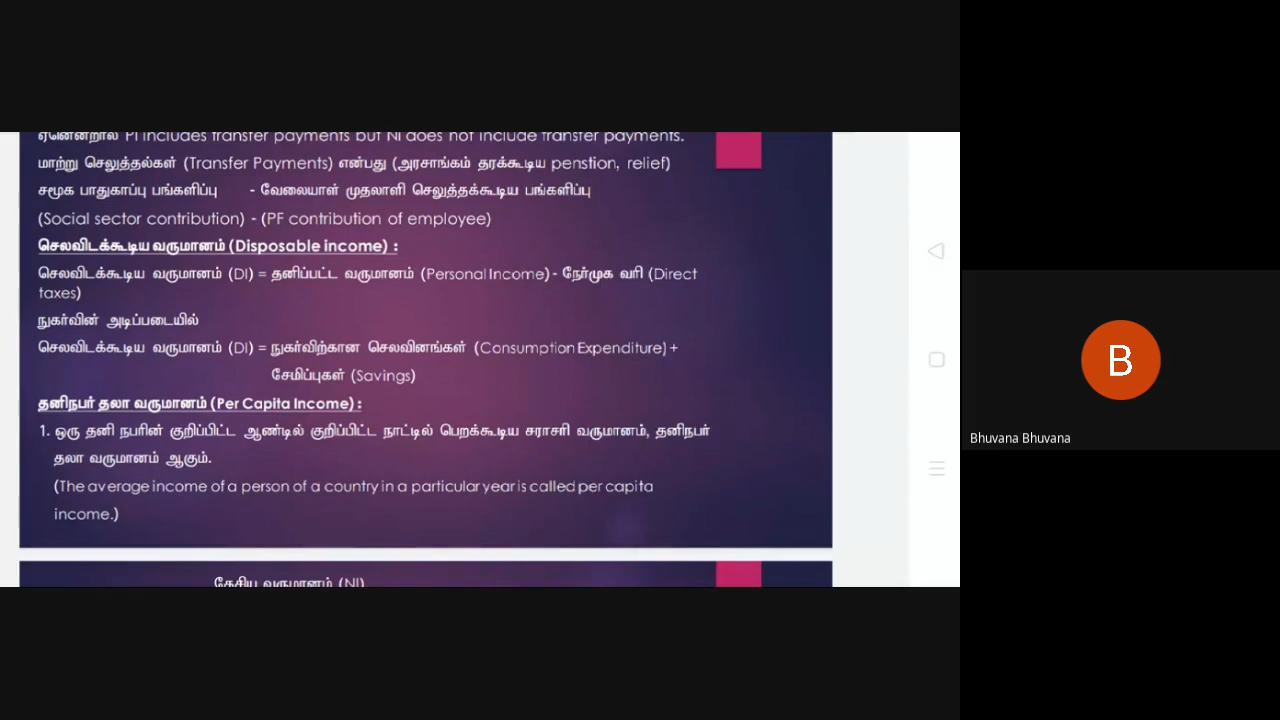 ஏனென்றால் PI includes transfer payments but NI does not include transfer payments.
மாற்று செலுத்தல்கள் (Transfer Payments) என்பது (அரசாங்கம் தரக்கூடிய penstion, relief)
சமூக பாதுகாப்பு பங்களிப்பு - வேலையாள் முதலாளி செலுத்தக்கூடிய பங்களிப்பு
(Social sector contribution) - (PF contribution of employee)
செலவிடக்கூடிய வருமானம் (Disposable income) :
செலவிடக்கூடிய வருமானம் (DI) = தனிப்பட்ட வருமானம் (Personal Income) - நேர்முக வரி (Direct
taxes)
நுகர்வின் அடிப்படையில்
செலவிடக்கூடிய வருமானம் (DI) = நுகர்விற்கான செலவினங்கள் (Consumption Expenditure) +
சேமிப்புகள் (Savings)
தனிநபர் தலா வருமானம் (Per Capita Income) :
1. ஒரு தனி நபரின் குறிப்பிட்ட ஆண்டில் குறிப்பிட்ட நாட்டில் பெறக்கூடிய சராசரி வருமானம், தனிநபர்
தலா வருமானம் ஆகும்.
(The average income of a person of a country in a particular year is called per capita
income.)
தேசிய வருமானம் (NI)
B
Bhuvana Bhuvana